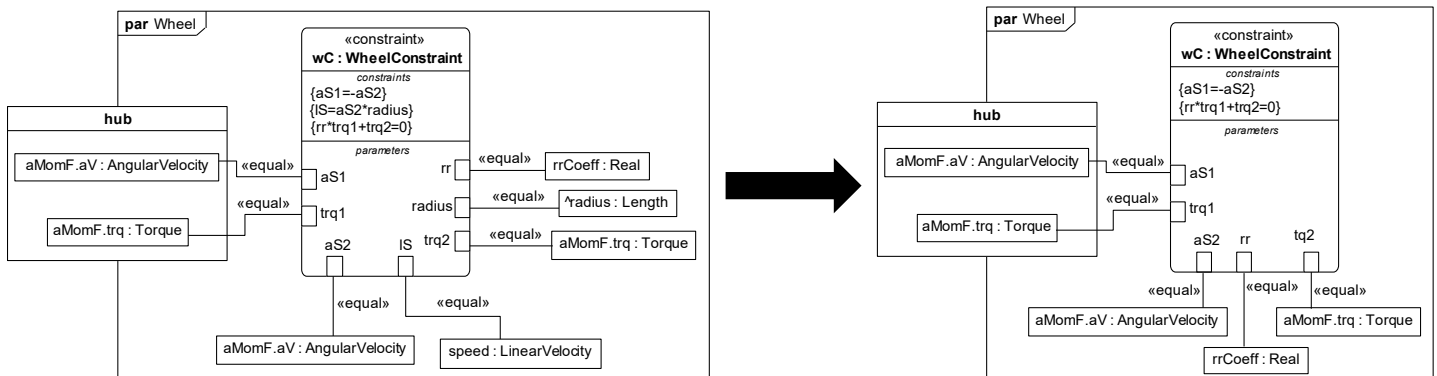 par Wheel
«constraint»
wC : WheelConstraint
constraints
{aS1=-aS2}
{lS=aS2*radius}
{rr*trq1+trq2=0}
parameters
hub
aMomF.aV : AngularVelocity
«equal»
aS1
aMomF.trq : Torque
«equal»
trq1
rr
«equal»
rrCoeff : Real
radius
«equal»
^radius : Length
trq2
«equal»
aMomF.trq : Torque
aS2
lS
«equal»
«equal»
aMomF.aV : AngularVelocity
speed : LinearVelocity
par Wheel
«constraint»
wC : WheelConstraint
constraints
{aS1=-aS2}
{rr*trq1+trq2=0}
parameters
hub
aMomF.aV : AngularVelocity
«equal»
aS1
aMomF.trq : Torque
«equal»
trq1
aS2
rr
tq2
«equal»
«equal»
«equal»
aMomF.aV : AngularVelocity
aMomF.trq : Torque
rrCoeff : Real